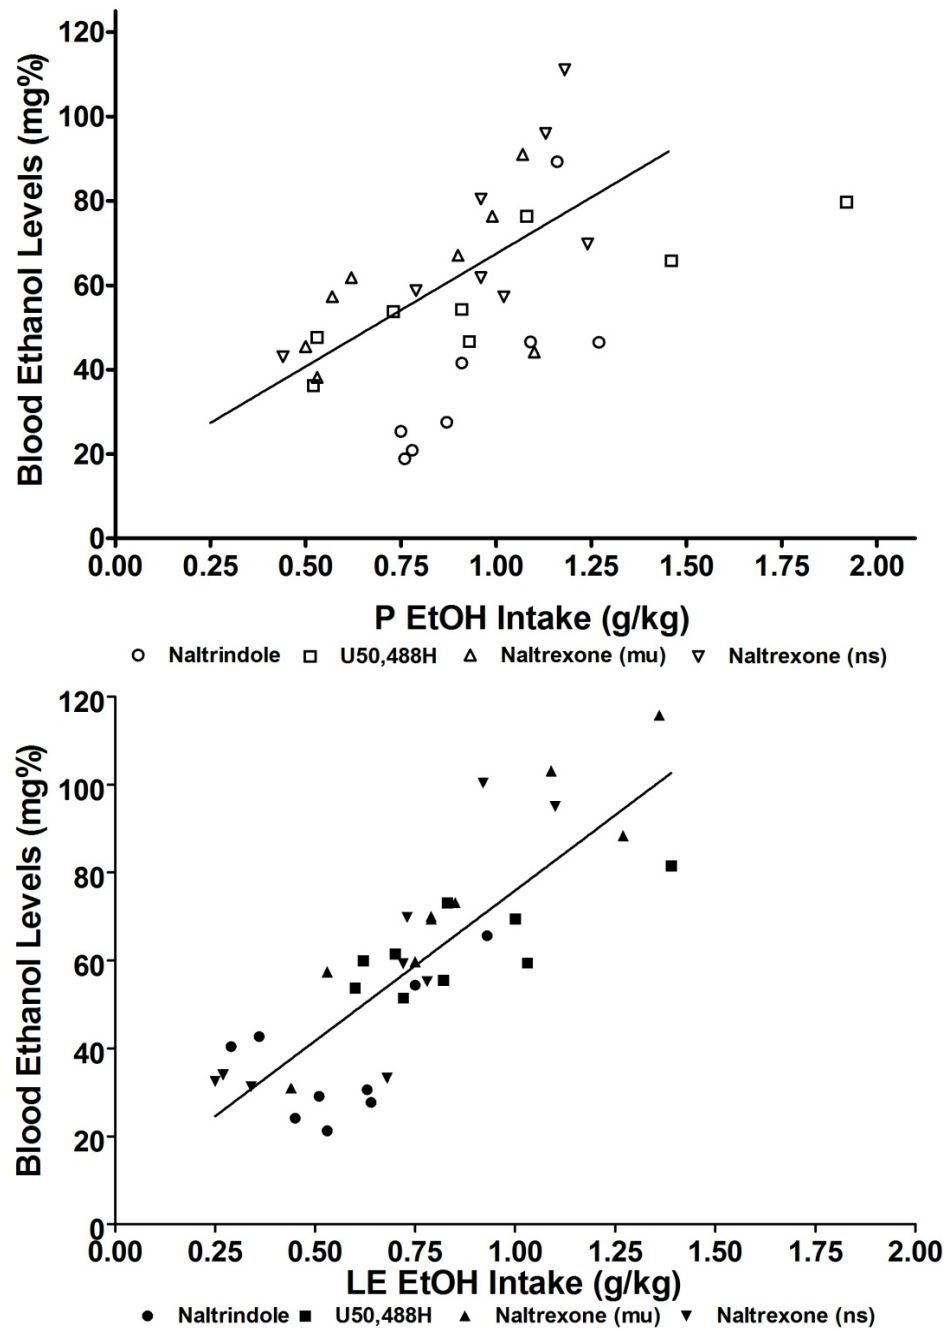 Blood Ethanol Levels (mg%)
120
100
80
60
40
20
0
0.00 0.25 0.50 0.75 1.00 1.25 1.50 1.75 2.00
P EtOH Intake (g/kg)
Naltrindole U50,488H Naltrexone (mu) Naltrexone (ns)
Blood Ethanol Levels (mg%)
120
100
80
60
40
20
0
0.00 0.25 0.50 0.75 1.00 1.25 1.50 1.75 2.00
LE EtOH Intake (g/kg)
Naltrindole U50,488H Naltrexone (mu) Naltrexone (ns)